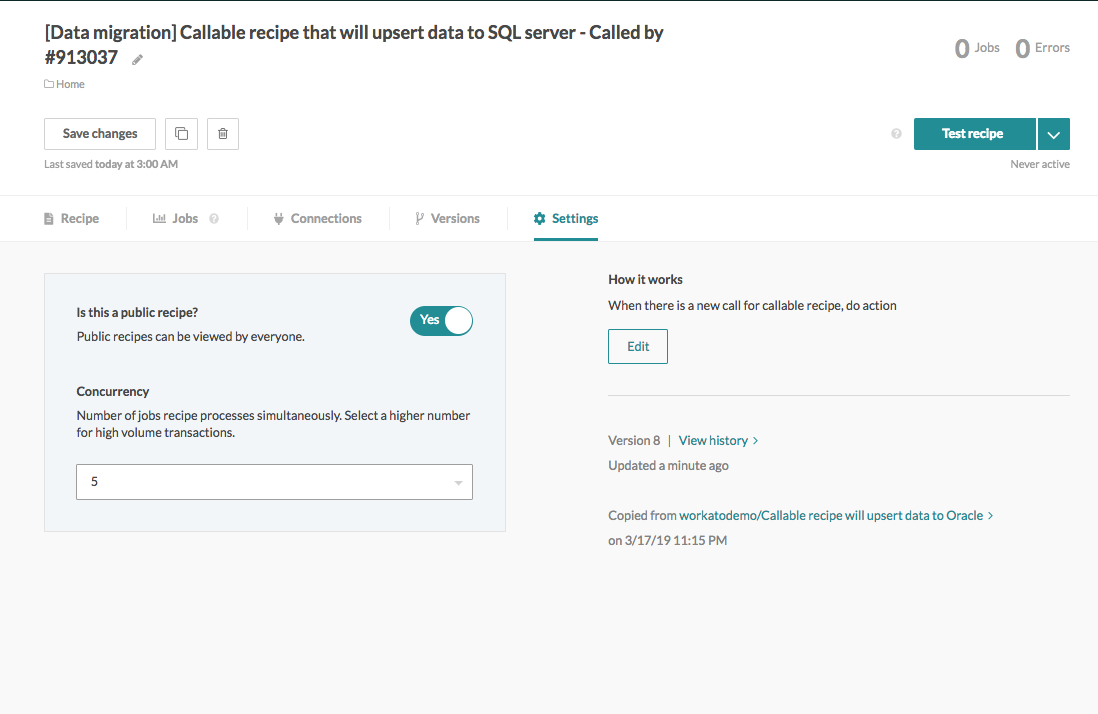 [Data migration] Callable recipe that will upsert data to SQL server - Called by
#913037
0 Jobs 0 Errors
Home
Save changes
? Test recipe
Last saved today at 3:00 AM
Never active
Recipe
Jobs ?
Connections
Versions
Settings
Is this a public recipe?
Yes
Public recipes can be viewed by everyone.
Concurrency
Number of jobs recipe processes simultaneously. Select a higher number
for high volume transactions.
5
How it works
When there is a new call for callable recipe, do action
Edit
Version 8 | View history >
Updated a minute ago
Copied from workatodemo/Callable recipe will upsert data to Oracle >
on 3/17/19 11:15 PM